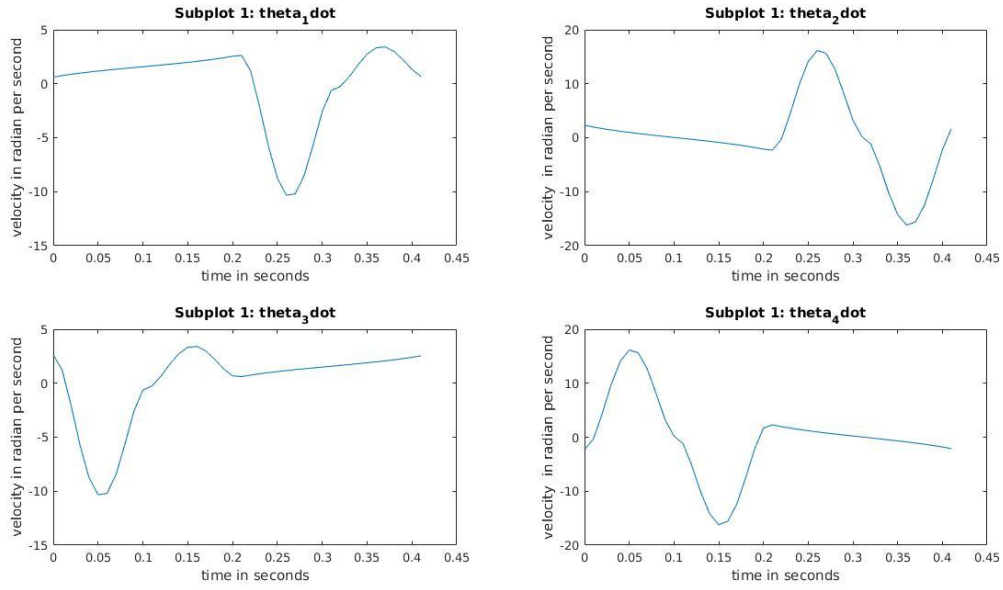 Subplot 1: theta_1dot
5
0
-5
-10
-15
velocity in radian per second
0 0.05 0.1 0.15 0.2 0.25 0.3 0.35 0.4 0.45
time in seconds
Subplot 1: theta_2dot
20
10
0
-10
-20
velocity  in radian per second
0 0.05 0.1 0.15 0.2 0.25 0.3 0.35 0.4 0.45
time in seconds
Subplot 1: theta_3dot
5
0
-5
-10
-15
velocity in radian per second
0 0.05 0.1 0.15 0.2 0.25 0.3 0.35 0.4 0.45
time in seconds
Subplot 1: theta_4dot
20
10
0
-10
-20
velocity  in radian per second
0 0.05 0.1 0.15 0.2 0.25 0.3 0.35 0.4 0.45
time in seconds